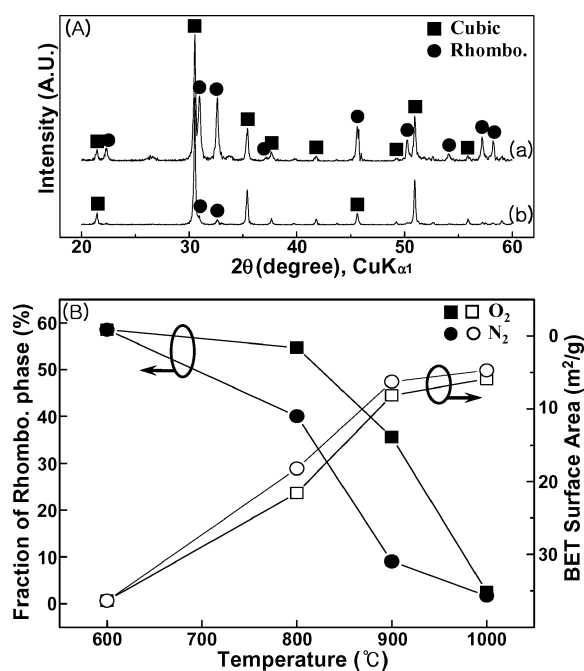 (A)
Cubic
Rhombo.
(a)
(b)
Intensity (A.U.)
20 30 40 50 60
2θ(degree), CuKα1
(B)
O2
N2
60
50
40
30
20
10
0
Fraction of Rhombo. phase (%)
0
10
20
30
BET Surface Area (m²/g)
600 700 800 900 1000
Temperature (℃)